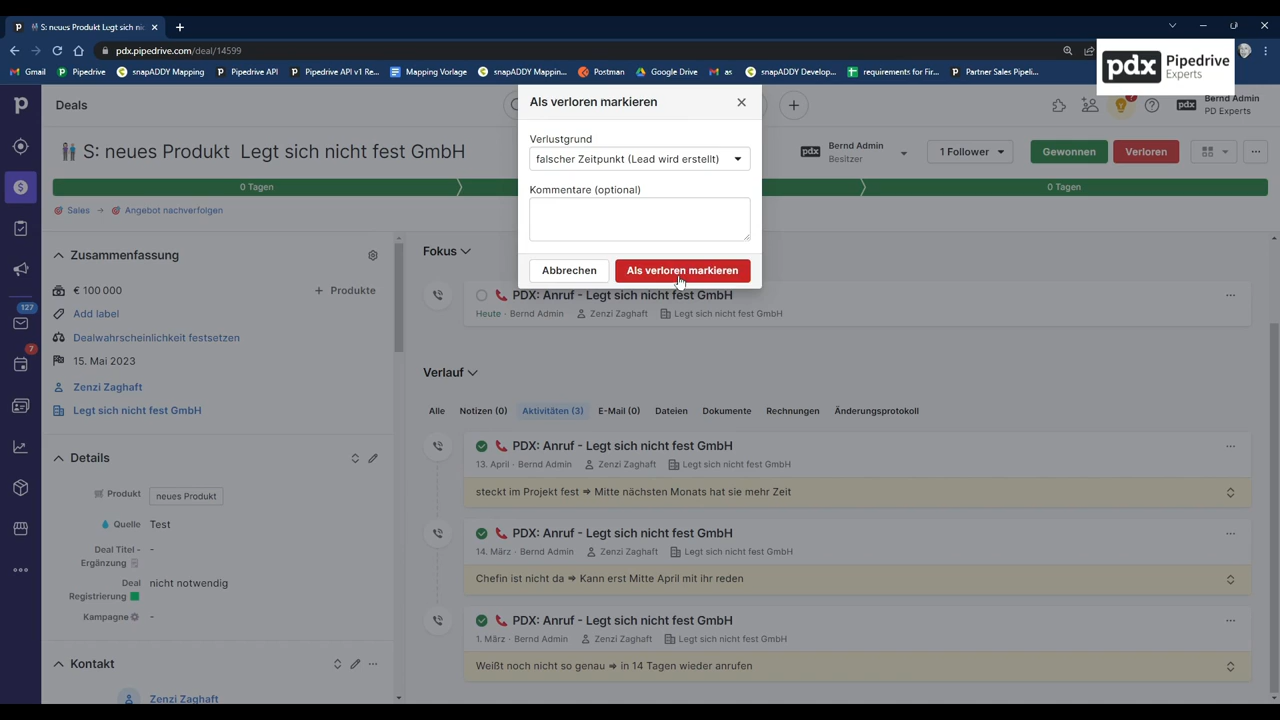 S: neues Produkt Legt sich nich
pdx.pipedrive.com/deal/14599
Gmail
Pipedrive
snapADDY Mapping
Pipedrive API
Pipedrive API v1 Re...
Mapping Vorlage
snapADDY Mappin...
Postman
Google Drive
as
snapADDY Develop...
requirements for Fir...
Partner Sales Pipeli...
pdx Pipedrive
Experts
Deals
pdx
Bernd Admin
PD Experts
Als verloren markieren
Verlustgrund
falscher Zeitpunkt (Lead wird erstellt)
Kommentare (optional)
Abbrechen
Als verloren markieren
S: neues Produkt Legt sich nicht fest GmbH
pdx
Bernd Admin
Besitzer
1 Follower
Gewonnen
Verloren
0 Tagen
0 Tagen
Sales → Angebot nachverfolgen
127
7
Zusammenfassung
€ 100 000
+ Produkte
Add label
Dealwahrscheinlichkeit festsetzen
15. Mai 2023
Zenzi Zaghaft
Legt sich nicht fest GmbH
Details
Produkt
neues Produkt
Quelle
Test
Deal Titel -
Ergänzung
-
Deal
Registrierung
nicht notwendig
Kampagne
-
Kontakt
Zenzi Zaghaft
Fokus
PDX: Anruf - Legt sich nicht fest GmbH
Heute · Bernd Admin Zenzi Zaghaft Legt sich nicht fest GmbH
Verlauf
Alle
Notizen (0)
Aktivitäten (3)
E-Mail (0)
Dateien
Dokumente
Rechnungen
Änderungsprotokoll
PDX: Anruf - Legt sich nicht fest GmbH
13. April · Bernd Admin Zenzi Zaghaft Legt sich nicht fest GmbH
steckt im Projekt fest => Mitte nächsten Monats hat sie mehr Zeit
PDX: Anruf - Legt sich nicht fest GmbH
14. März · Bernd Admin Zenzi Zaghaft Legt sich nicht fest GmbH
Chefin ist nicht da => Kann erst Mitte April mit ihr reden
PDX: Anruf - Legt sich nicht fest GmbH
1. März · Bernd Admin Zenzi Zaghaft Legt sich nicht fest GmbH
Weißt noch nicht so genau => in 14 Tagen wieder anrufen